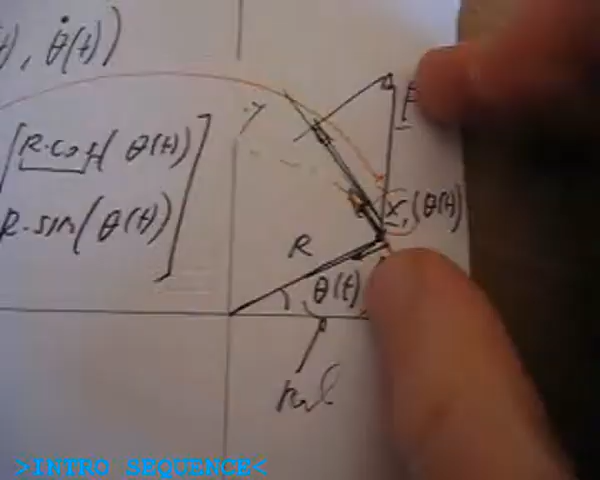 t), θ̇(t))
F
[R·cos(θ(t))
x,(θ(t)
R·sin(θ(t))]
R
θ(t)
>INTRO SEQUENCE<